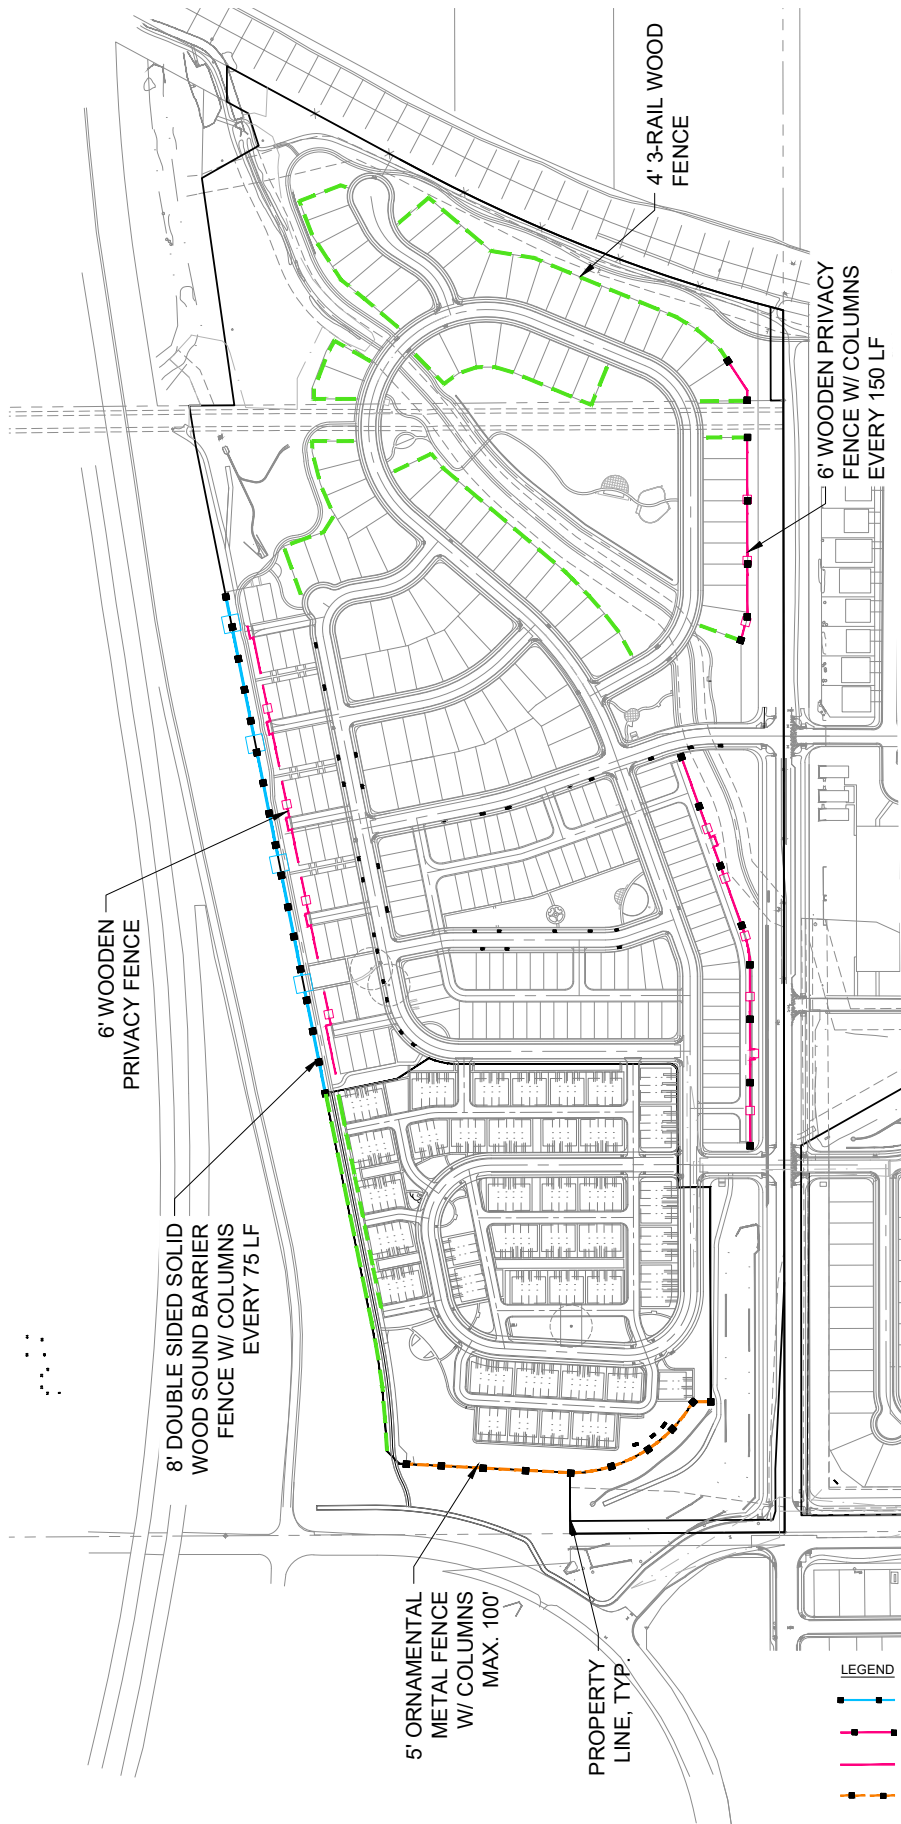 4' 3-RAIL WOOD
FENCE
6' WOODEN PRIVACY
FENCE W/ COLUMNS
EVERY 150 LF
6' WOODEN
PRIVACY FENCE
8' DOUBLE SIDED SOLID
WOOD SOUND BARRIER
FENCE W/ COLUMNS
EVERY 75 LF
5' ORNAMENTAL
METAL FENCE
W/ COLUMNS
MAX. 100'
PROPERTY
LINE, TYP.
LEGEND